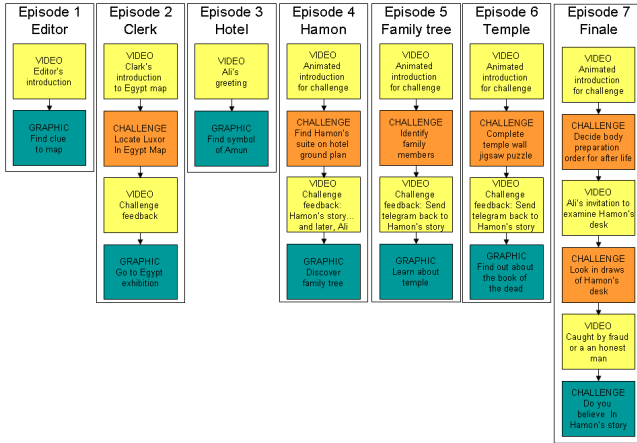 Episode 1
Editor
VIDEO
Editor's
introduction
GRAPHIC
Find clue
to map
Episode 2
Clerk
VIDEO
Clark's
introduction
to Egypt map
CHALLENGE
Locate Luxor
In Egypt Map
VIDEO
Challenge
feedback
GRAPHIC
Go to Egypt
exhibition
Episode 3
Hotel
VIDEO
Ali's
greeting
GRAPHIC
Find symbol
of Amun
Episode 4
Hamon
VIDEO
Animated
introduction
for challenge
CHALLENGE
Find Hamon's
suite on hotel
ground plan
VIDEO
Challenge
feedback:
Hamon's story...
and later, Ali
GRAPHIC
Discover
family tree
Episode 5
Family tree
VIDEO
Animated
introduction
for challenge
CHALLENGE
Identify
family
members
VIDEO
Challenge
feedback: Send
telegram back to
Hamon's story
GRAPHIC
Learn about
temple
Episode 6
Temple
VIDEO
Animated
introduction
for challenge
CHALLENGE
Complete
temple wall
jigsaw puzzle
VIDEO
Challenge
feedback: Send
telegram back to
Hamon's story
GRAPHIC
Find out about
the book of
the dead
Episode 7
Finale
VIDEO
Animated
introduction
for challenge
CHALLENGE
Decide body
preparation
order for after life
VIDEO
Ali's invitation to
examine Hamon's
desk
CHALLENGE
Look in draws
of Hamon's
desk
VIDEO
Caught by fraud
or a an honest
man
CHALLENGE
Do you
believe In
Hamon's story